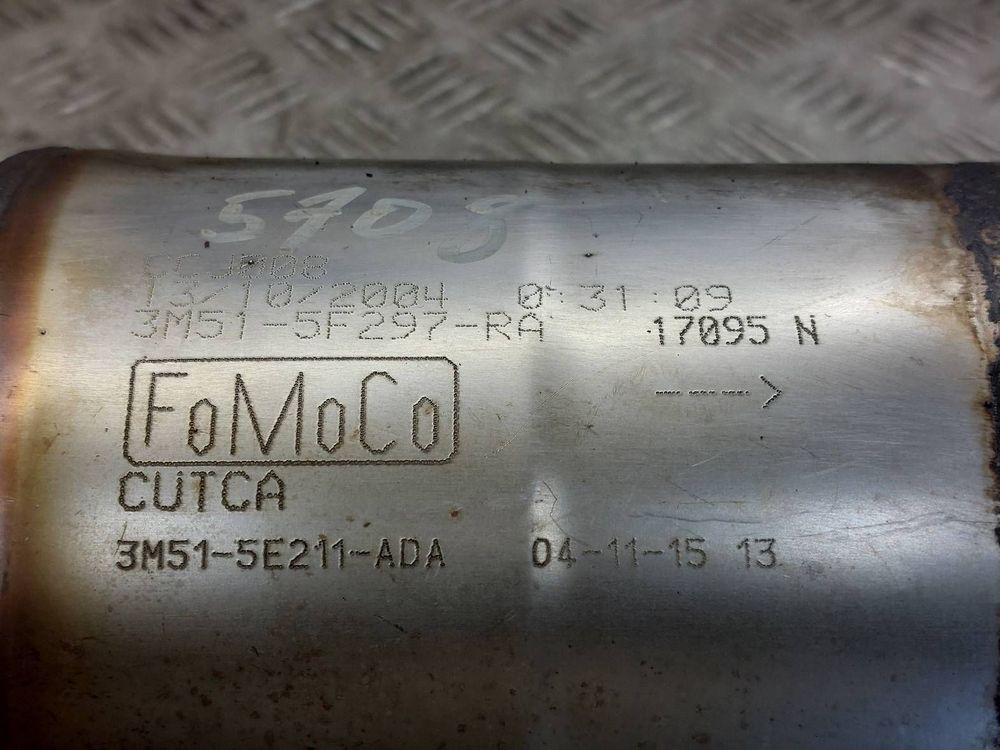 5709
CCJ008
13/10/2004 0 31:09
3M51-5F297-RA 17095 N
---->
FoMoCo
CUTCA
3M51-5E211-ADA 04-11-15 13